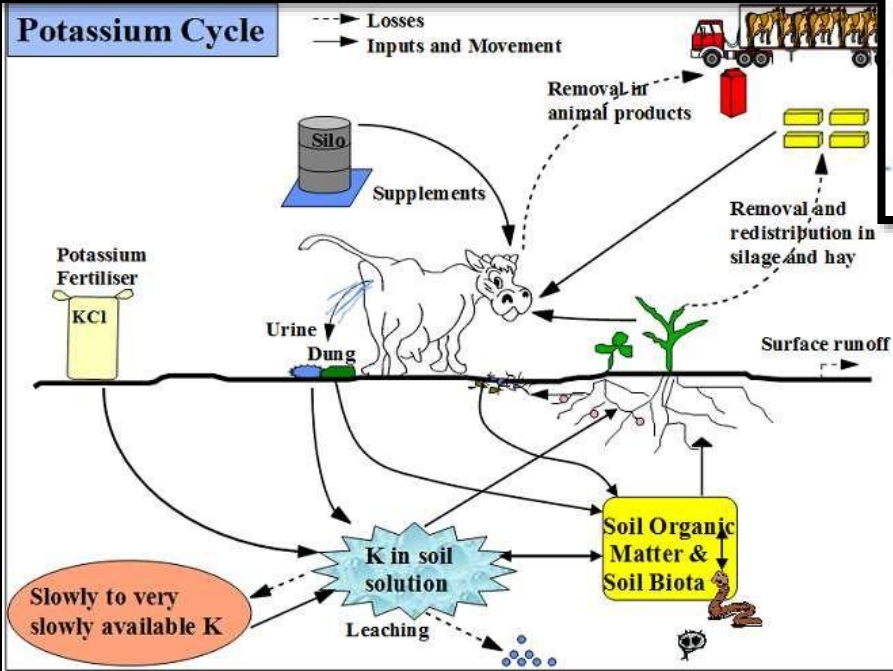 Potassium Cycle
Losses
Inputs and Movement
Removal in
animal products
Silo
Supplements
Removal and
redistribution in
silage and hay
Potassium
Fertiliser
KCl
Urine
Dung
Surface runoff
K in soil
solution
Soil Organic
Matter &
Soil Biota
Slowly to very
slowly available K
Leaching